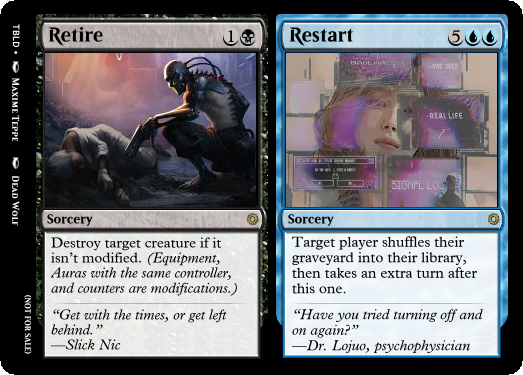 Retire 1
Sorcery
Destroy target creature if it
isn't modified. (Equipment,
Auras with the same controller,
and counters are modifications.)
"Get with the times, or get left
behind."
—Slick Nic
Restart 5
REAL LIFE
SIGNAL LO
Sorcery
Target player shuffles their
graveyard into their library,
then takes an extra turn after
this one.
"Have you tried turning off and
on again?"
—Dr. Lojuo, psychophysician
TBLD • MAXIME TEPPE DEAD WOLF
(NOT FOR SALE)